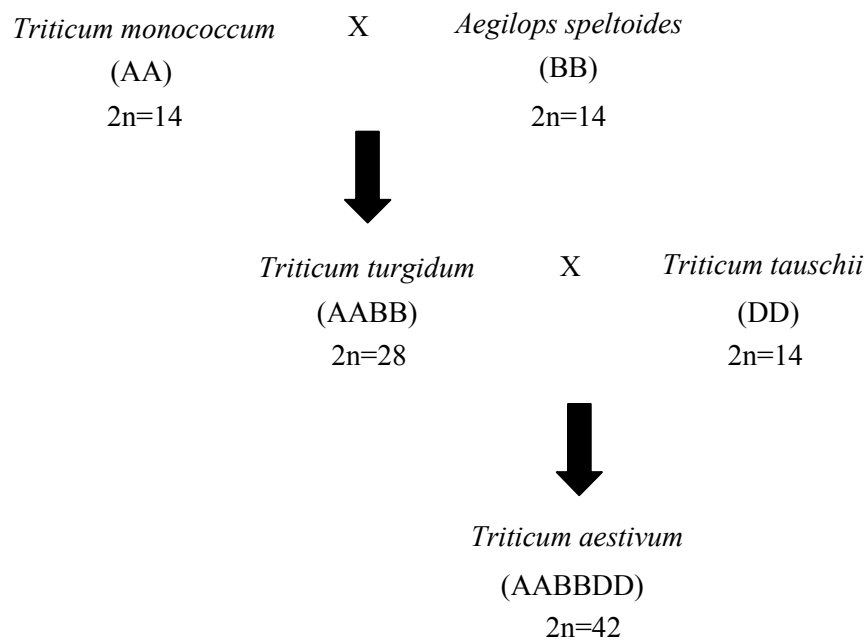 Triticum monococcum X Aegilops speltoides
(AA) (BB)
2n=14 2n=14
Triticum turgidum X Triticum tauschii
(AABB) (DD)
2n=28 2n=14
Triticum aestivum
(AABBDD)
2n=42